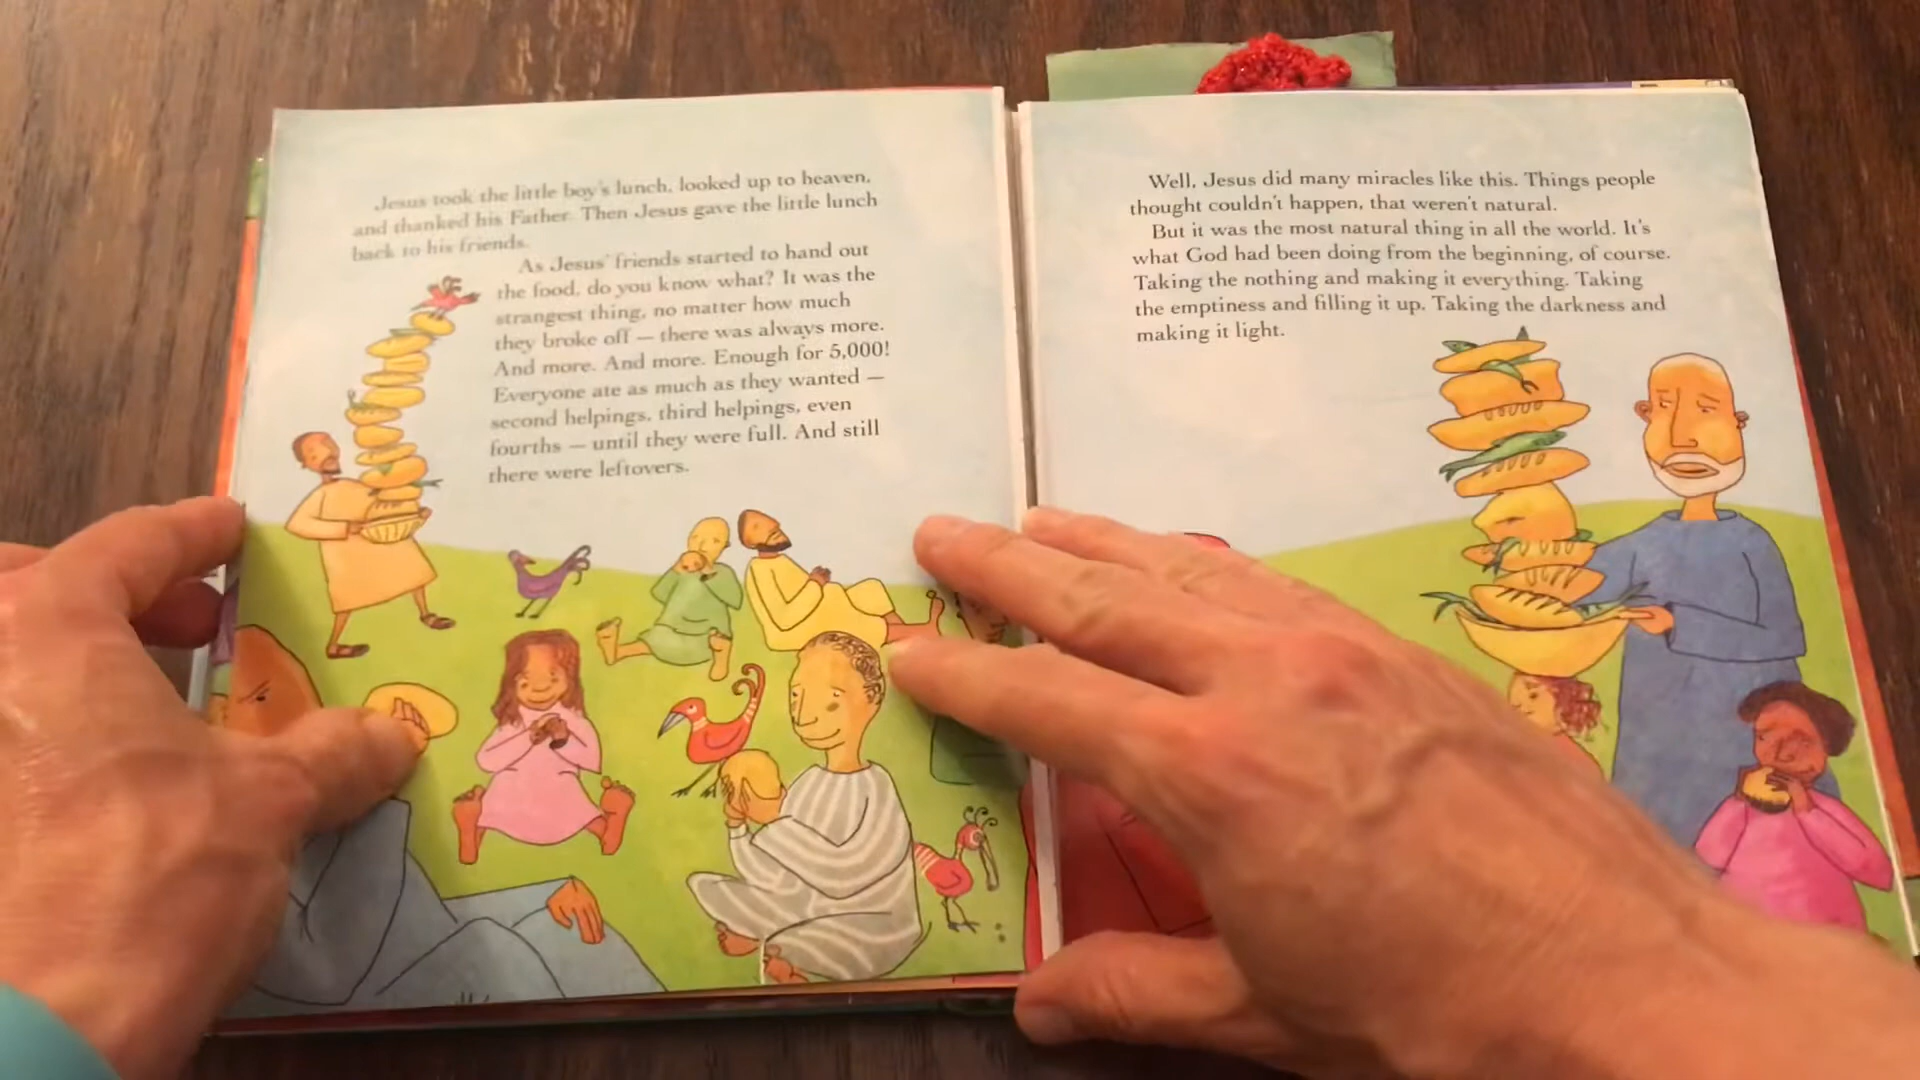 Jesus took the little boy's lunch, looked up to heaven,
and thanked his Father. Then Jesus gave the little lunch
back to his friends.
As Jesus' friends started to hand out
the food, do you know what? It was the
strangest thing, no matter how much
they broke off — there was always more.
And more. And more. Enough for 5,000!
Everyone ate as much as they wanted —
second helpings, third helpings, even
fourths — until they were full. And still
there were leftovers.
Well, Jesus did many miracles like this. Things people
thought couldn't happen, that weren't natural.
But it was the most natural thing in all the world. It's
what God had been doing from the beginning, of course.
Taking the nothing and making it everything. Taking
the emptiness and filling it up. Taking the darkness and
making it light.